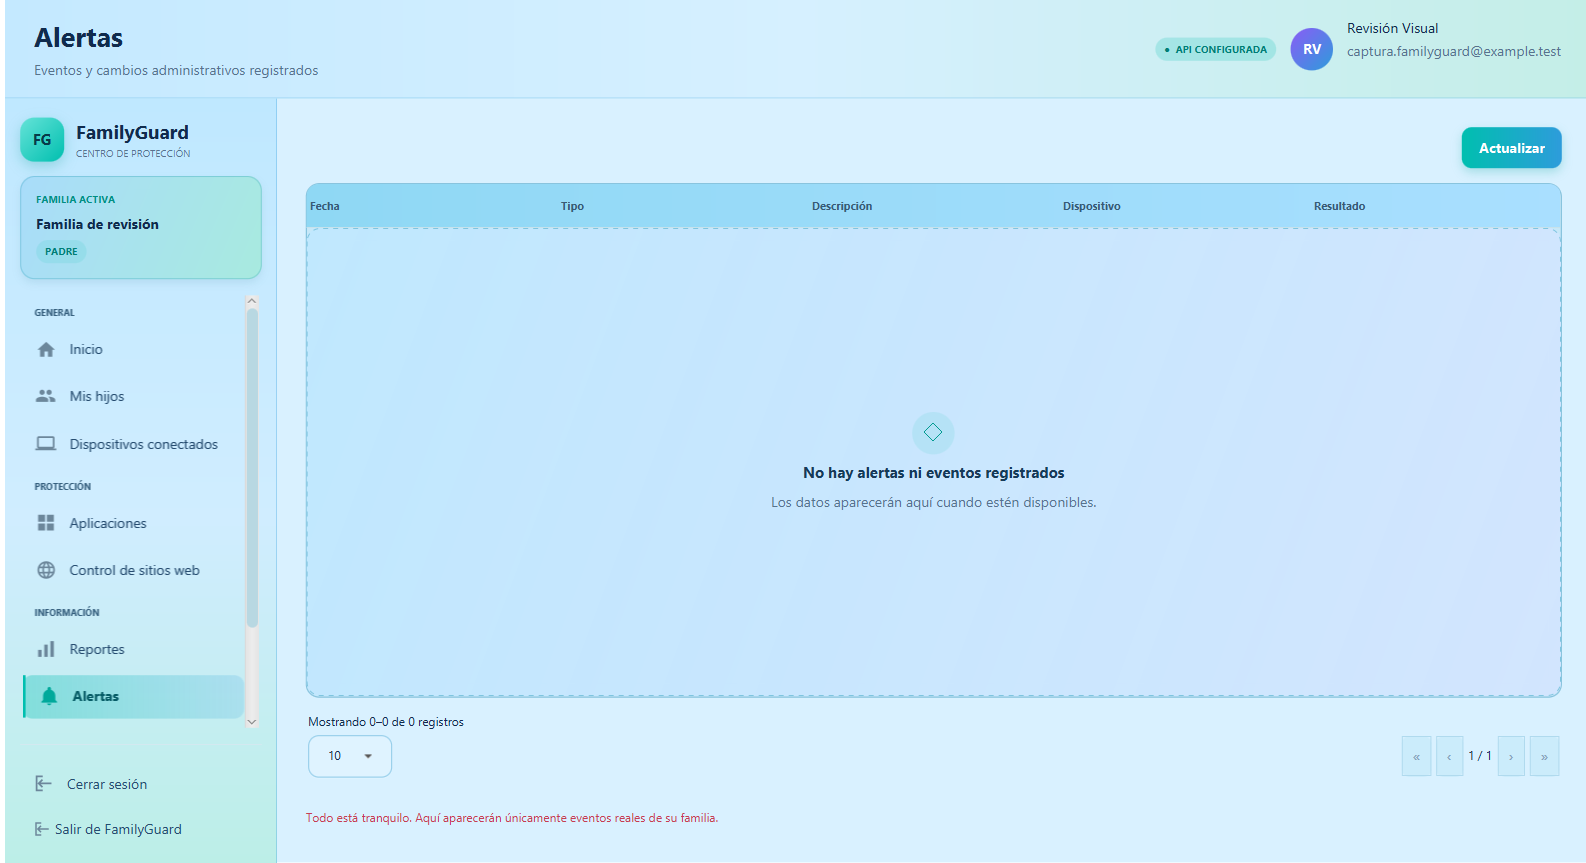 Alertas
Eventos y cambios administrativos registrados
• API CONFIGURADA
RV
Revisión Visual
captura.familyguard@example.test
FG
FamilyGuard
CENTRO DE PROTECCIÓN
FAMILIA ACTIVA
Familia de revisión
PADRE
GENERAL
Inicio
Mis hijos
Dispositivos conectados
PROTECCIÓN
Aplicaciones
Control de sitios web
INFORMACIÓN
Reportes
Alertas
Cerrar sesión
Salir de FamilyGuard
Actualizar
Fecha Tipo Descripción Dispositivo Resultado
No hay alertas ni eventos registrados
Los datos aparecerán aquí cuando estén disponibles.
Mostrando 0–0 de 0 registros
10
« ‹ 1 / 1 › »
Todo está tranquilo. Aquí aparecerán únicamente eventos reales de su familia.